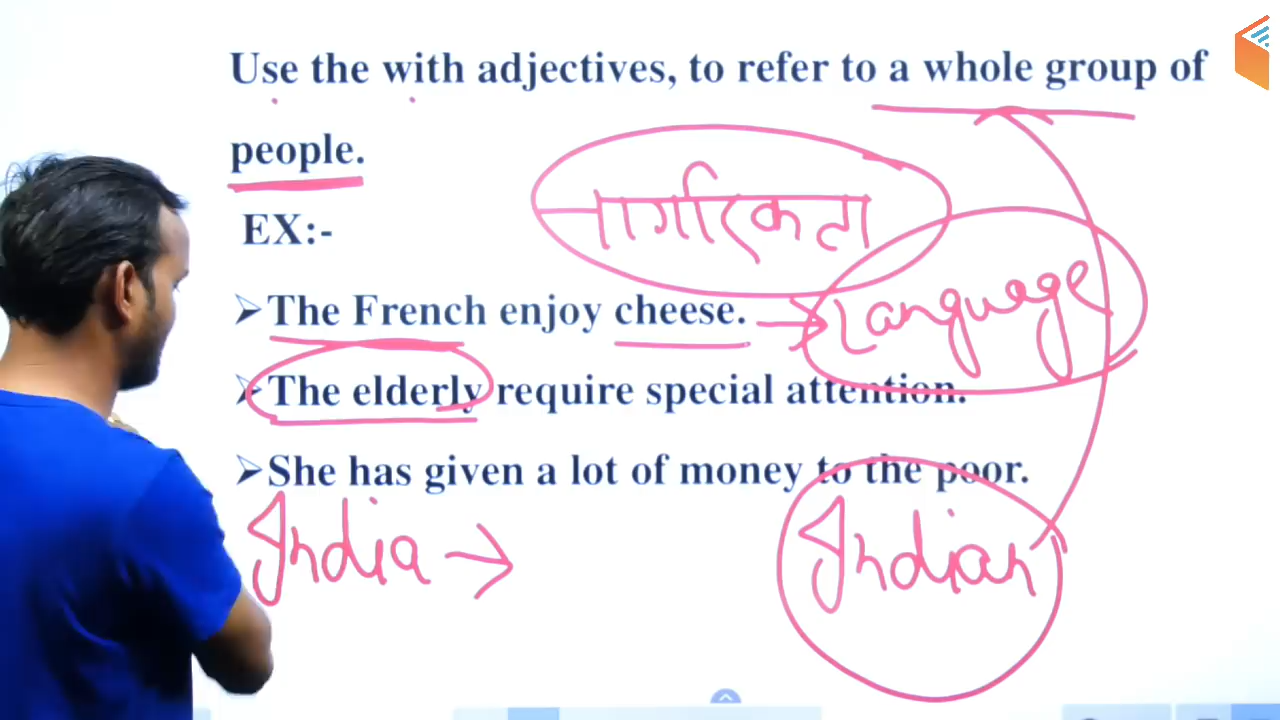 Use the with adjectives, to refer to a whole group of
people.
नागरिकता
EX:-
➢The French enjoy cheese. → Language
➢The elderly require special attention.
➢She has given a lot of money to the poor.
India → Indian